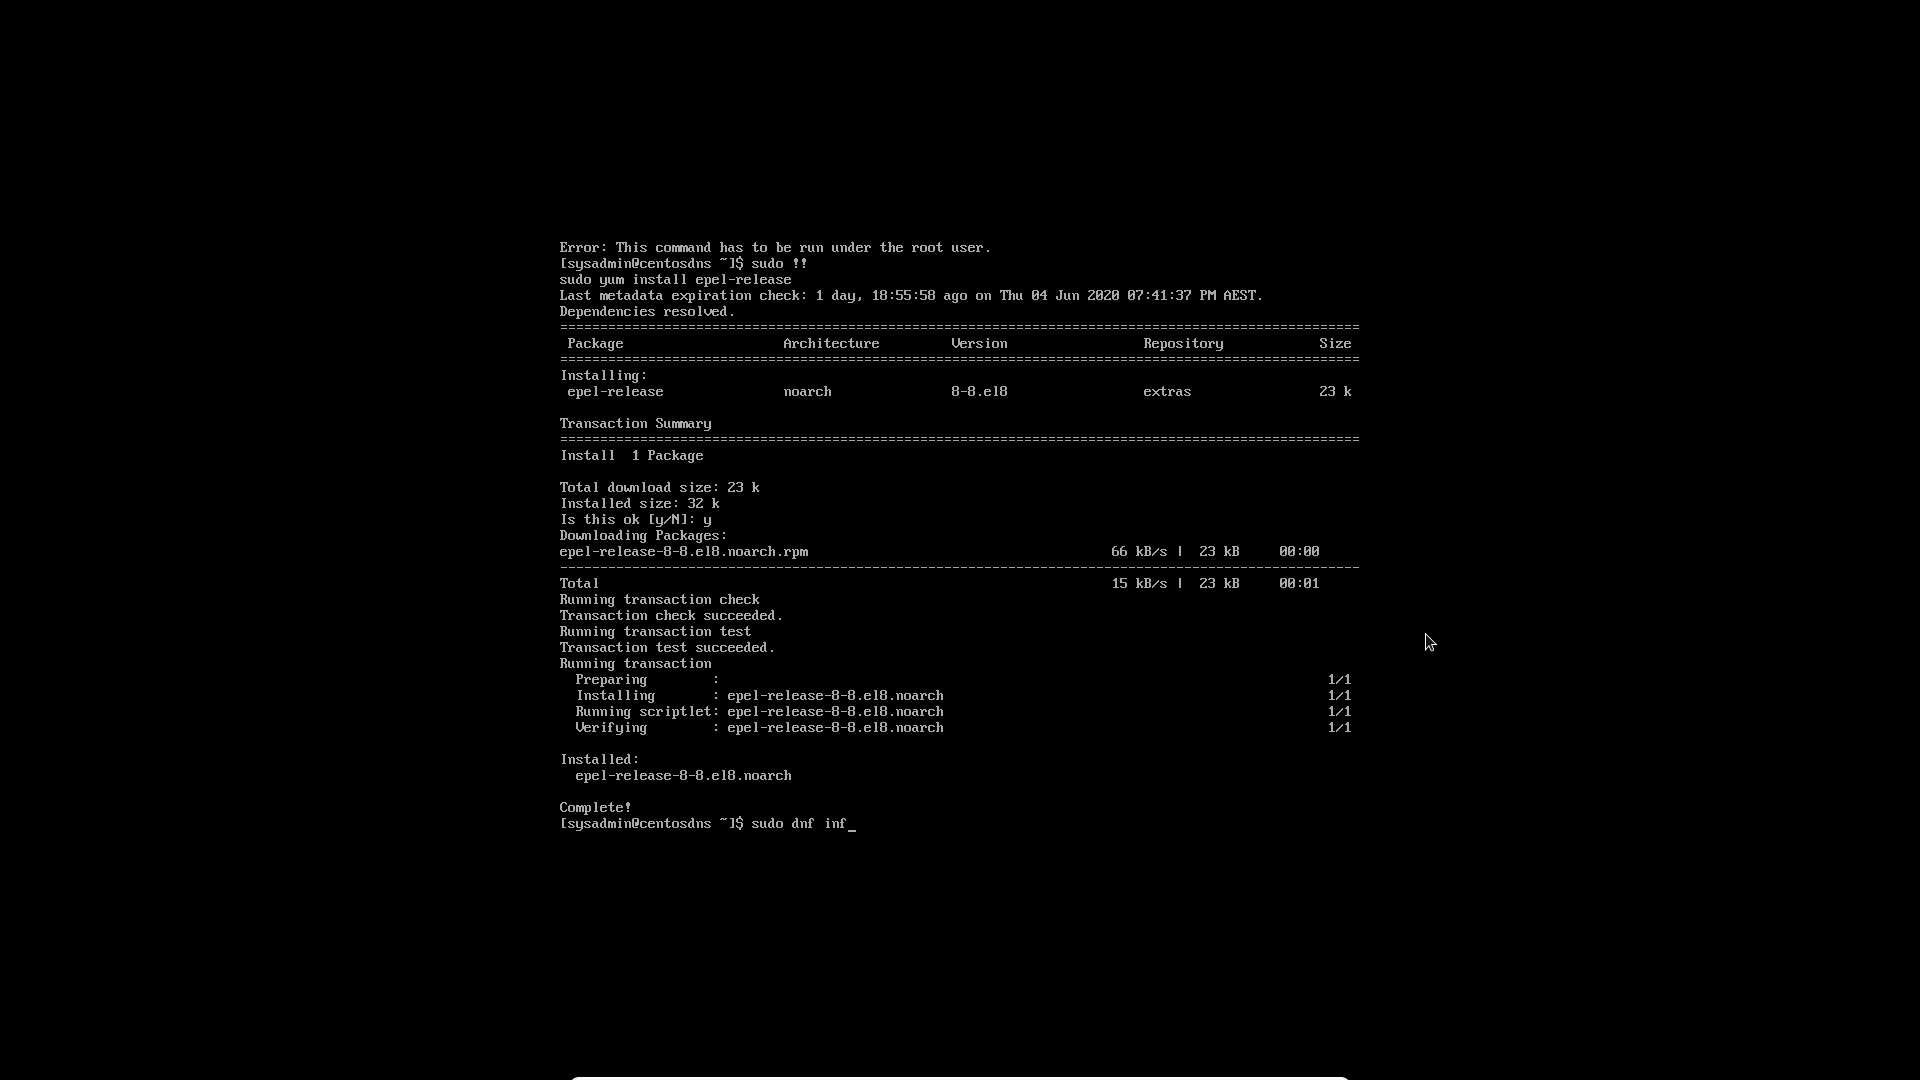 Error: This command has to be run under the root user.
[sysadmin@centosdns ~]$ sudo !!
sudo yum install epel-release
Last metadata expiration check: 1 day, 18:55:58 ago on Thu 04 Jun 2020 07:41:37 PM AEST.
Dependencies resolved.
====================================================================================================
 Package                    Architecture         Version                 Repository            Size
====================================================================================================
Installing:
 epel-release               noarch               8-8.el8                 extras                23 k

Transaction Summary
====================================================================================================
Install  1 Package

Total download size: 23 k
Installed size: 32 k
Is this ok [y/N]: y
Downloading Packages:
epel-release-8-8.el8.noarch.rpm                                      66 kB/s |  23 kB     00:00
----------------------------------------------------------------------------------------------------
Total                                                                15 kB/s |  23 kB     00:01
Running transaction check
Transaction check succeeded.
Running transaction test
Transaction test succeeded.
Running transaction
  Preparing        :                                                                            1/1
  Installing       : epel-release-8-8.el8.noarch                                                1/1
  Running scriptlet: epel-release-8-8.el8.noarch                                                1/1
  Verifying        : epel-release-8-8.el8.noarch                                                1/1

Installed:
  epel-release-8-8.el8.noarch

Complete!
[sysadmin@centosdns ~]$ sudo dnf inf_